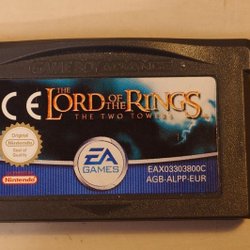 GAME BOY ADVANCE
CE
THE
LORD OF THE RINGS
THE TWO TOWERS
Original
Nintendo
Seal of
Quality
Nintendo
EA
GAMES
EAX03303800C
AGB-ALPP-EUR